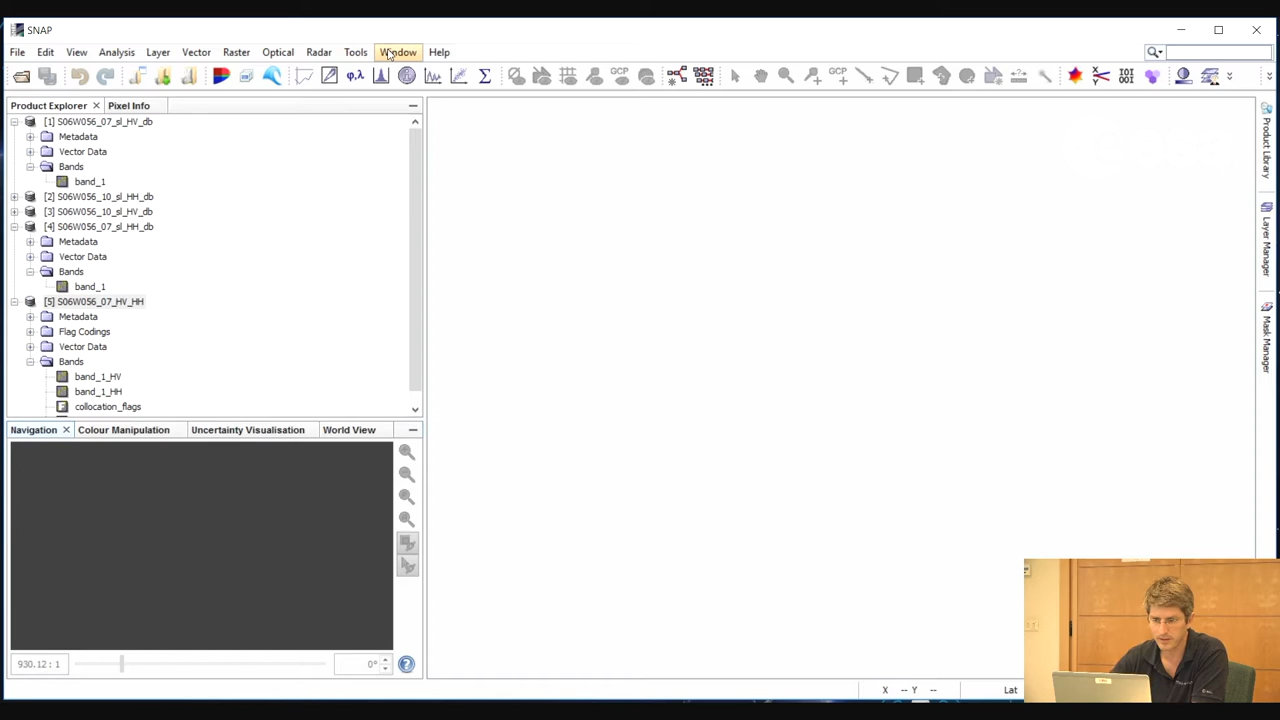 SNAP
File Edit View Analysis Layer Vector Raster Optical Radar Tools Window Help
φ,λ GCP GCP
Product Explorer Pixel Info
[1] S06W056_07_sl_HV_db
Metadata
Vector Data
Bands
band_1
[2] S06W056_10_sl_HH_db
[3] S06W056_10_sl_HV_db
[4] S06W056_07_sl_HH_db
Metadata
Vector Data
Bands
band_1
[5] S06W056_07_HV_HH
Metadata
Flag Codings
Vector Data
Bands
band_1_HV
band_1_HH
collocation_flags
Navigation Colour Manipulation Uncertainty Visualisation World View
930.12 : 1 0°
X -- Y -- Lat
Product Library
Layer Manager
Mask Manager